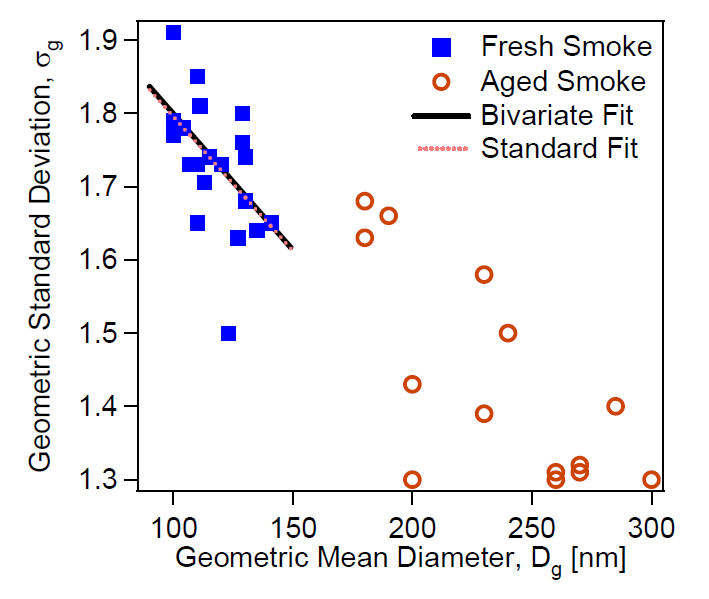 Geometric Standard Deviation, σg
1.9
1.8
1.7
1.6
1.5
1.4
1.3
Fresh Smoke
Aged Smoke
Bivariate Fit
Standard Fit
100 150 200 250 300
Geometric Mean Diameter, Dg [nm]